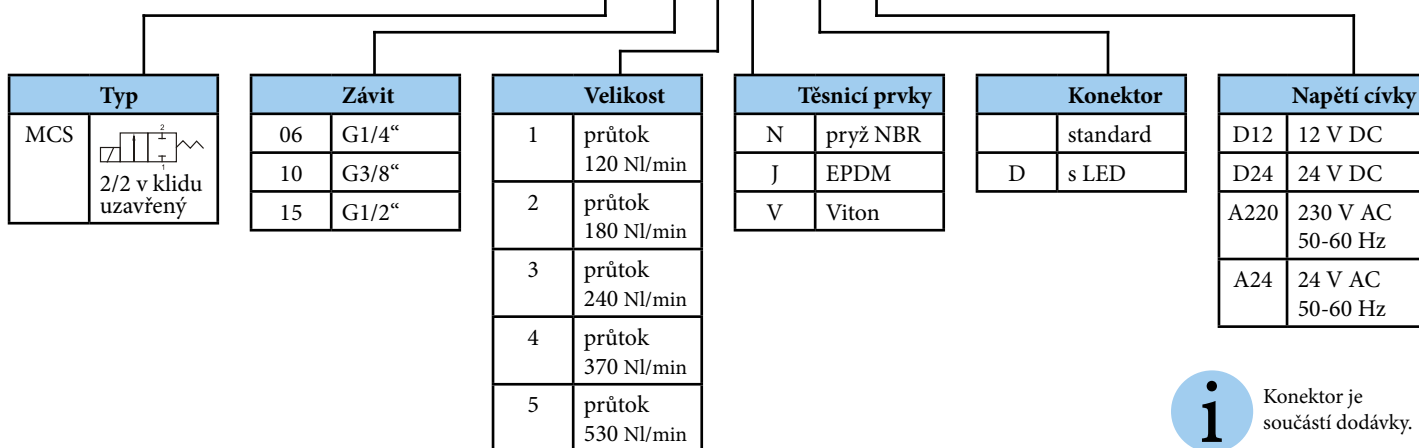 Typ
MCS
2
1
2/2 v klidu
uzavřený
Závit
06 G1/4“
10 G3/8“
15 G1/2“
Velikost
1 průtok
120 Nl/min
2 průtok
180 Nl/min
3 průtok
240 Nl/min
4 průtok
370 Nl/min
5 průtok
530 Nl/min
Těsnicí prvky
N pryž NBR
J EPDM
V Viton
Konektor
standard
D s LED
Napětí cívky
D12 12 V DC
D24 24 V DC
A220 230 V AC
50-60 Hz
A24 24 V AC
50-60 Hz
i
Konektor je
součástí dodávky.